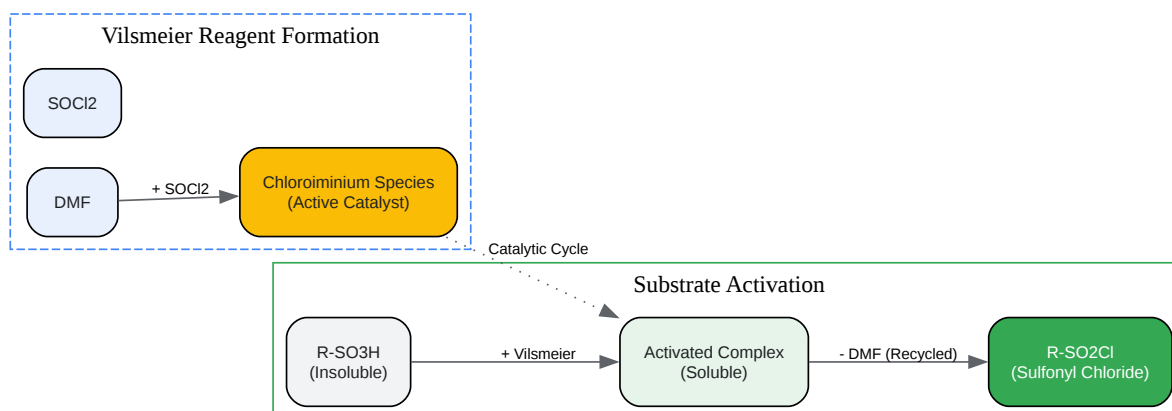 Vilsmeier Reagent Formation
SOCl2
DMF
+ SOCl2
Chloroiminium Species
(Active Catalyst)
Catalytic Cycle
Substrate Activation
R-SO3H
(Insoluble)
+ Vilsmeier
Activated Complex
(Soluble)
- DMF (Recycled)
R-SO2Cl
(Sulfonyl Chloride)